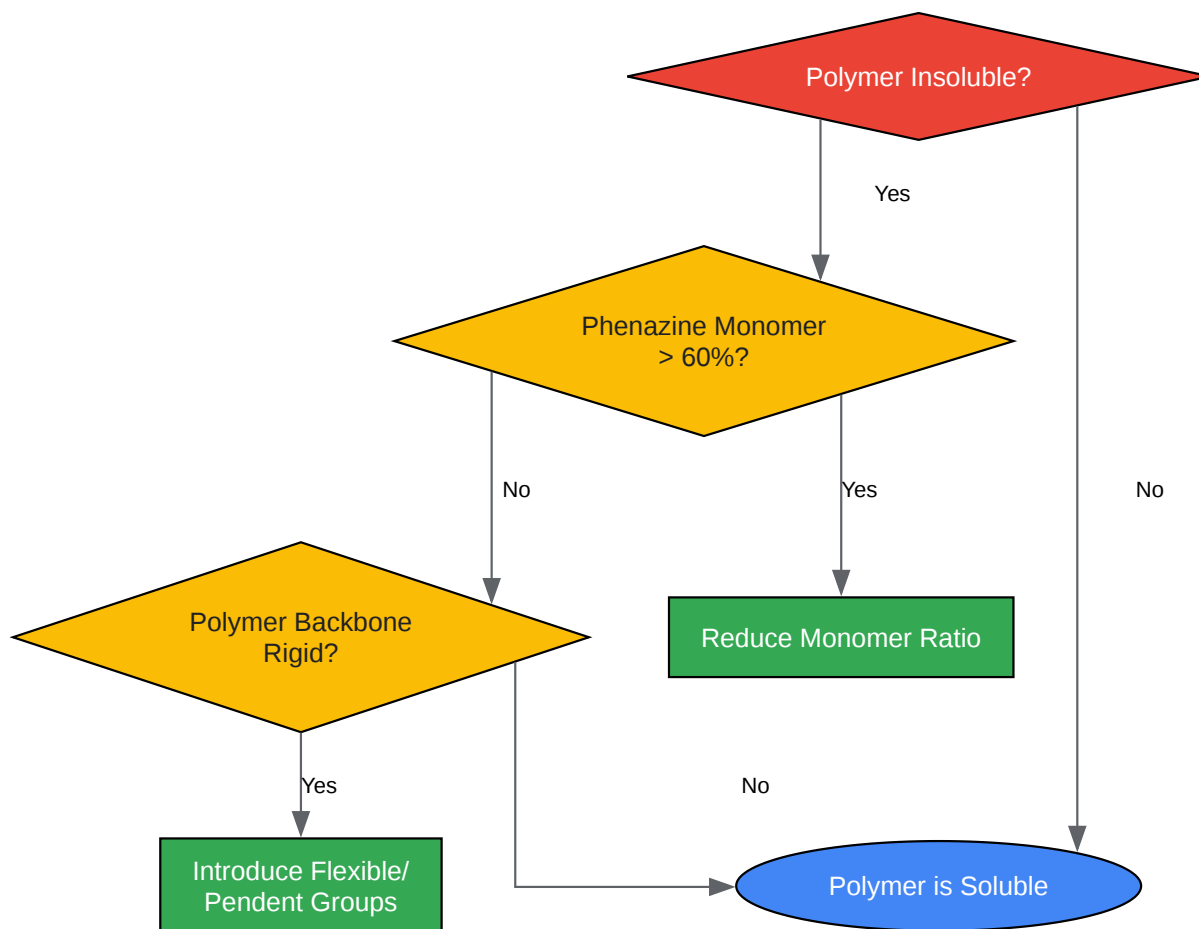 Polymer Insoluble?
Yes
Phenazine Monomer
> 60%?
No
Yes
No
Polymer Backbone
Rigid?
Reduce Monomer Ratio
Yes
No
Introduce Flexible/
Pendent Groups
Polymer is Soluble